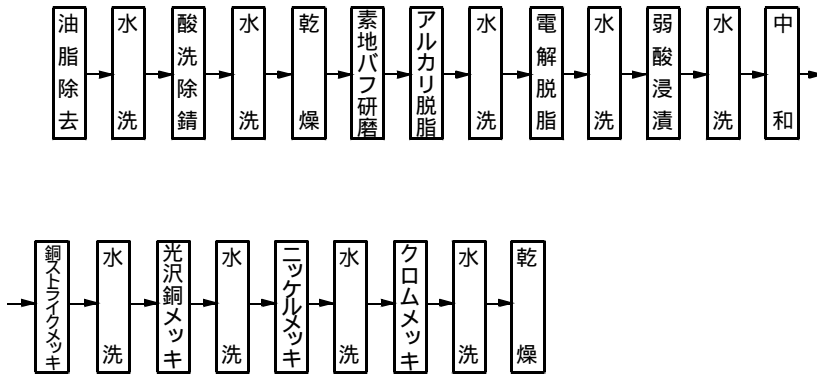 油脂除去
水洗
酸洗除錆
水洗
乾燥
素地バフ研磨
アルカリ脱脂
水洗
電解脱脂
水洗
弱酸浸漬
水洗
中和
銅ストライクメッキ
水洗
光沢銅メッキ
水洗
ニッケルメッキ
水洗
クロムメッキ
水洗
乾燥